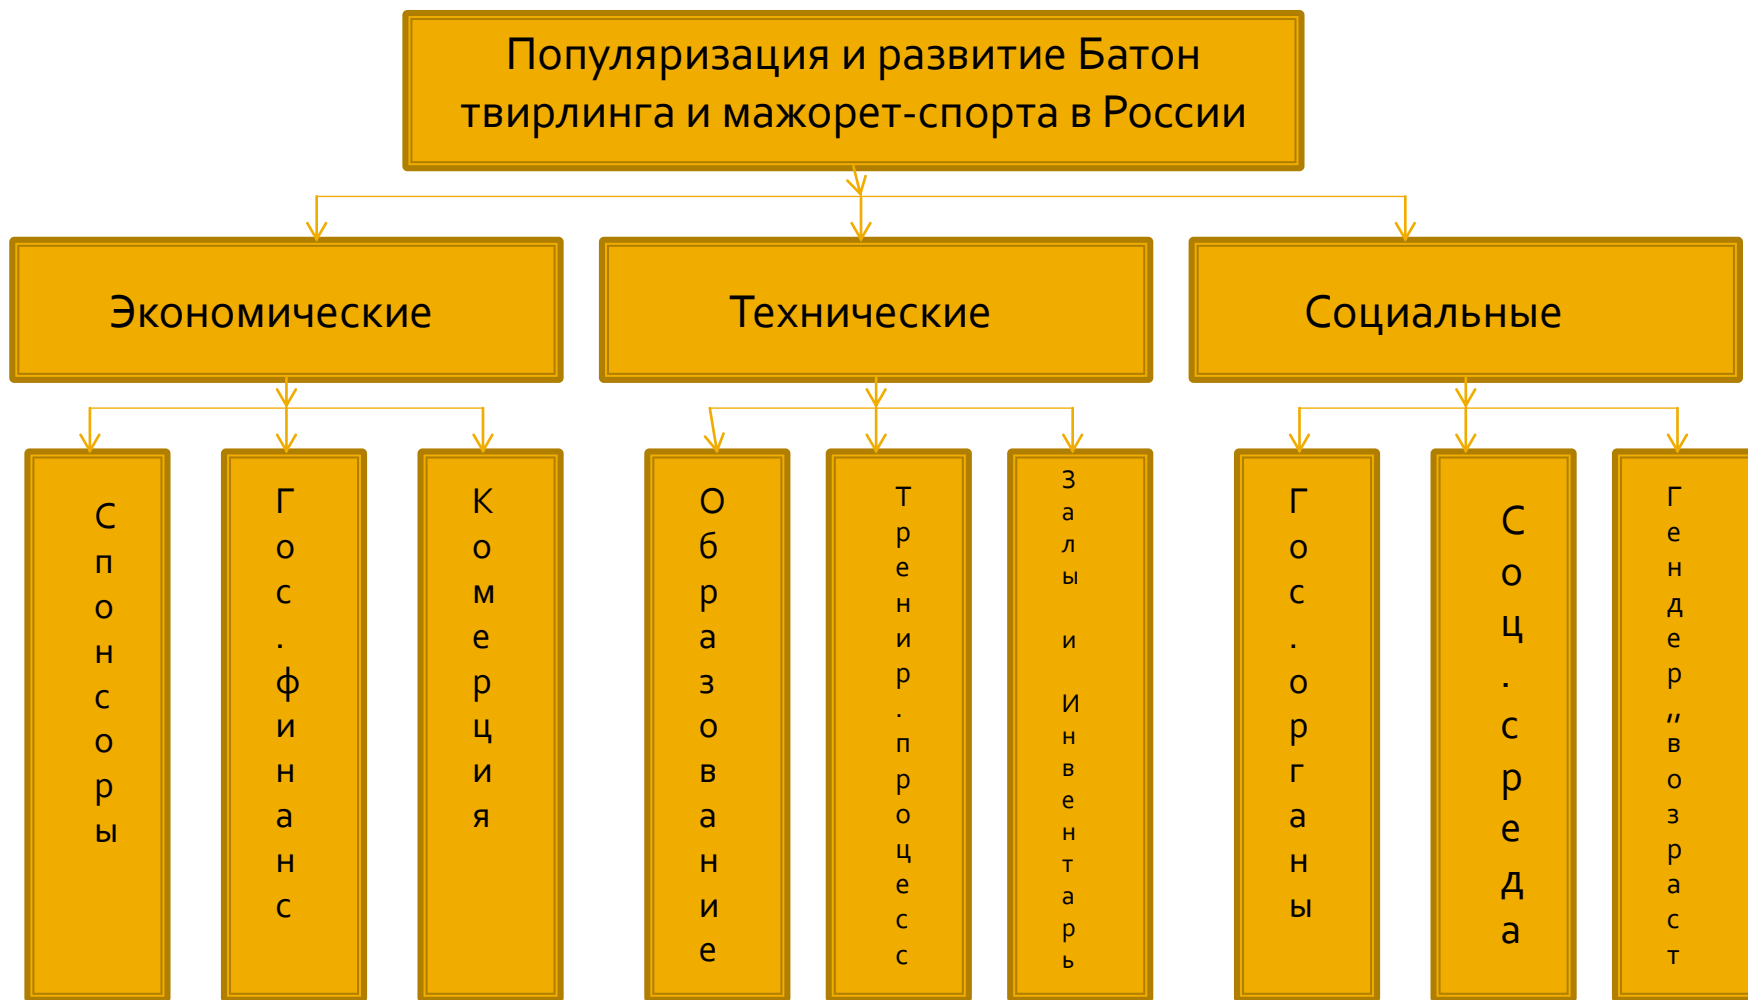 Популяризация и развитие Батон
твирлинга и мажорет-спорта в России
Экономические
Технические
Социальные
Спонсоры
Гос.финанс
Комерция
Образование
Тренир.процесс
Залы и Инвентарь
Гос.органы
Соц.среда
Гендер,,возраст